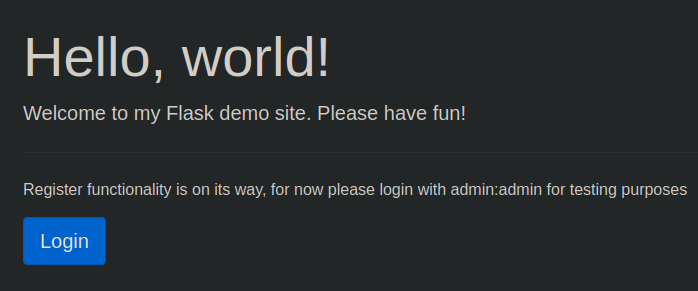 Hello, world!
Welcome to my Flask demo site. Please have fun!
Register functionality is on its way, for now please login with admin:admin for testing purposes
Login